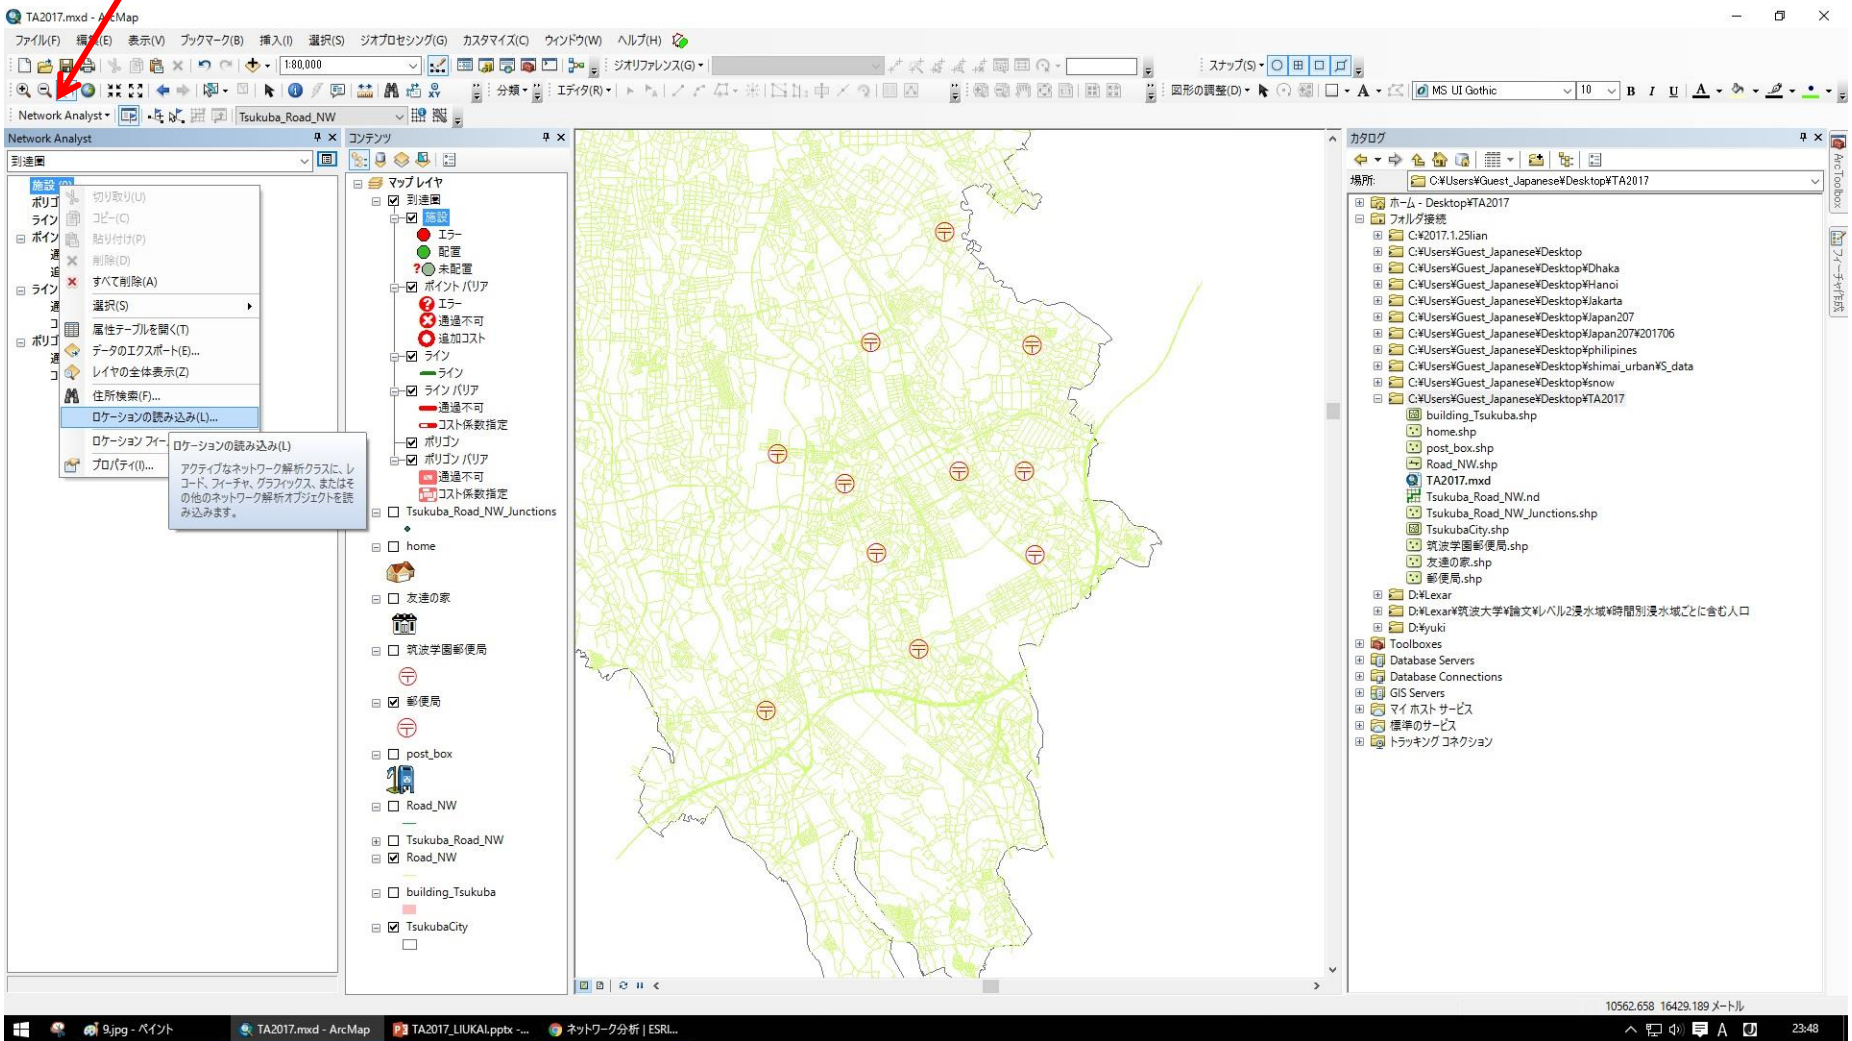 TA2017.mxd - ArcMap
ファイル(F) 編集(E) 表示(V) ブックマーク(B) 挿入(I) 選択(S) ジオプロセシング(G) カスタマイズ(C) ウィンドウ(W) ヘルプ(H)
1:80,000 ジオリファレンス(G) スナップ(S)
分類 エディタ(R) 図形の調整(D) A MS UI Gothic 10 B I U A
Network Analyst Tsukuba_Road_NW
Network Analyst
到達圏
施設 (0)
ポリゴ
ライン
ポイン
通
追
ライン
通
コ
ポリゴ
通
コ
切り取り(U)
コピー(C)
貼り付け(P)
削除(D)
すべて削除(A)
選択(S)
属性テーブルを開く(T)
データのエクスポート(E)...
レイヤの全体表示(Z)
住所検索(F)...
ロケーションの読み込み(L)...
ロケーション フィー
プロパティ(I)...
ロケーションの読み込み(L)
アクティブなネットワーク解析クラスに、レ
コード、フィーチャ、グラフィックス、またはそ
の他のネットワーク解析オブジェクトを読
み込みます。
コンテンツ
マップ レイヤ
到達圏
施設
エラー
配置
未配置
ポイント バリア
エラー
通過不可
追加コスト
ライン
ライン
ライン バリア
通過不可
コスト係数指定
ポリゴン
ポリゴン バリア
通過不可
コスト係数指定
Tsukuba_Road_NW_Junctions
home
友達の家
筑波学園郵便局
郵便局
post_box
Road_NW
Tsukuba_Road_NW
Road_NW
building_Tsukuba
TsukubaCity
カタログ
場所: C:¥Users¥Guest_Japanese¥Desktop¥TA2017
ホーム - Desktop¥TA2017
フォルダ接続
C:¥2017.1.25lian
C:¥Users¥Guest_Japanese¥Desktop
C:¥Users¥Guest_Japanese¥Desktop¥Dhaka
C:¥Users¥Guest_Japanese¥Desktop¥Hanoi
C:¥Users¥Guest_Japanese¥Desktop¥Jakarta
C:¥Users¥Guest_Japanese¥Desktop¥Japan207
C:¥Users¥Guest_Japanese¥Desktop¥Japan207¥201706
C:¥Users¥Guest_Japanese¥Desktop¥philipines
C:¥Users¥Guest_Japanese¥Desktop¥shimai_urban¥S_data
C:¥Users¥Guest_Japanese¥Desktop¥snow
C:¥Users¥Guest_Japanese¥Desktop¥TA2017
building_Tsukuba.shp
home.shp
post_box.shp
Road_NW.shp
TA2017.mxd
Tsukuba_Road_NW.nd
Tsukuba_Road_NW_Junctions.shp
TsukubaCity.shp
筑波学園郵便局.shp
友達の家.shp
郵便局.shp
D:¥Lexar
D:¥Lexar¥筑波大学¥論文¥レベル2浸水域¥時間別浸水域ごとに含む人口
D:¥yuki
Toolboxes
Database Servers
Database Connections
GIS Servers
マイ ホスト サービス
標準のサービス
トラッキング コネクション
ArcToolbox
フィーチャ作成
10562.658 16429.189 メートル
9.jpg - ペイント TA2017.mxd - ArcMap TA2017_LIUKAI.pptx -... ネットワーク分析 | ESRI... A 23:48